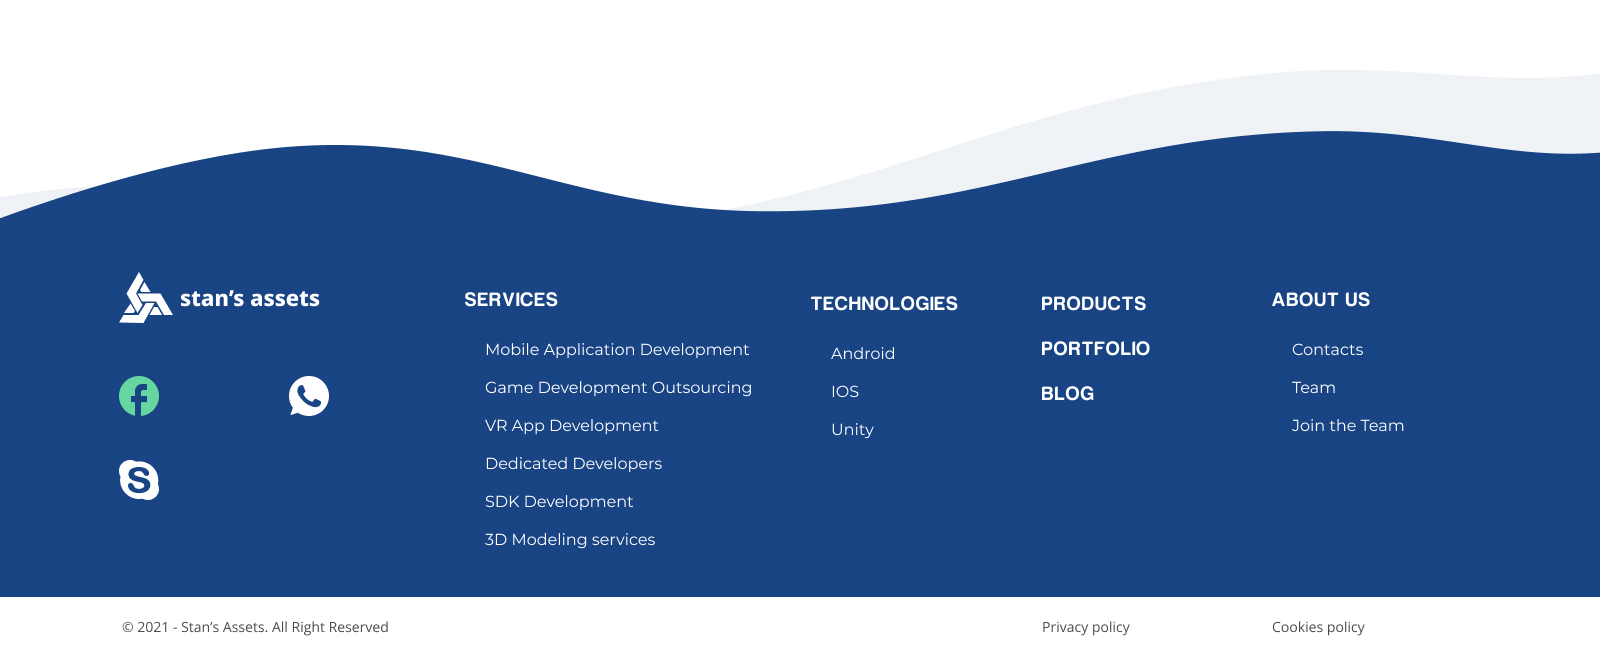 stan's assets
SERVICES
Mobile Application Development
Game Development Outsourcing
VR App Development
Dedicated Developers
SDK Development
3D Modeling services
TECHNOLOGIES
Android
IOS
Unity
PRODUCTS
PORTFOLIO
BLOG
ABOUT US
Contacts
Team
Join the Team
© 2021 - Stan's Assets. All Right Reserved
Privacy policy
Cookies policy